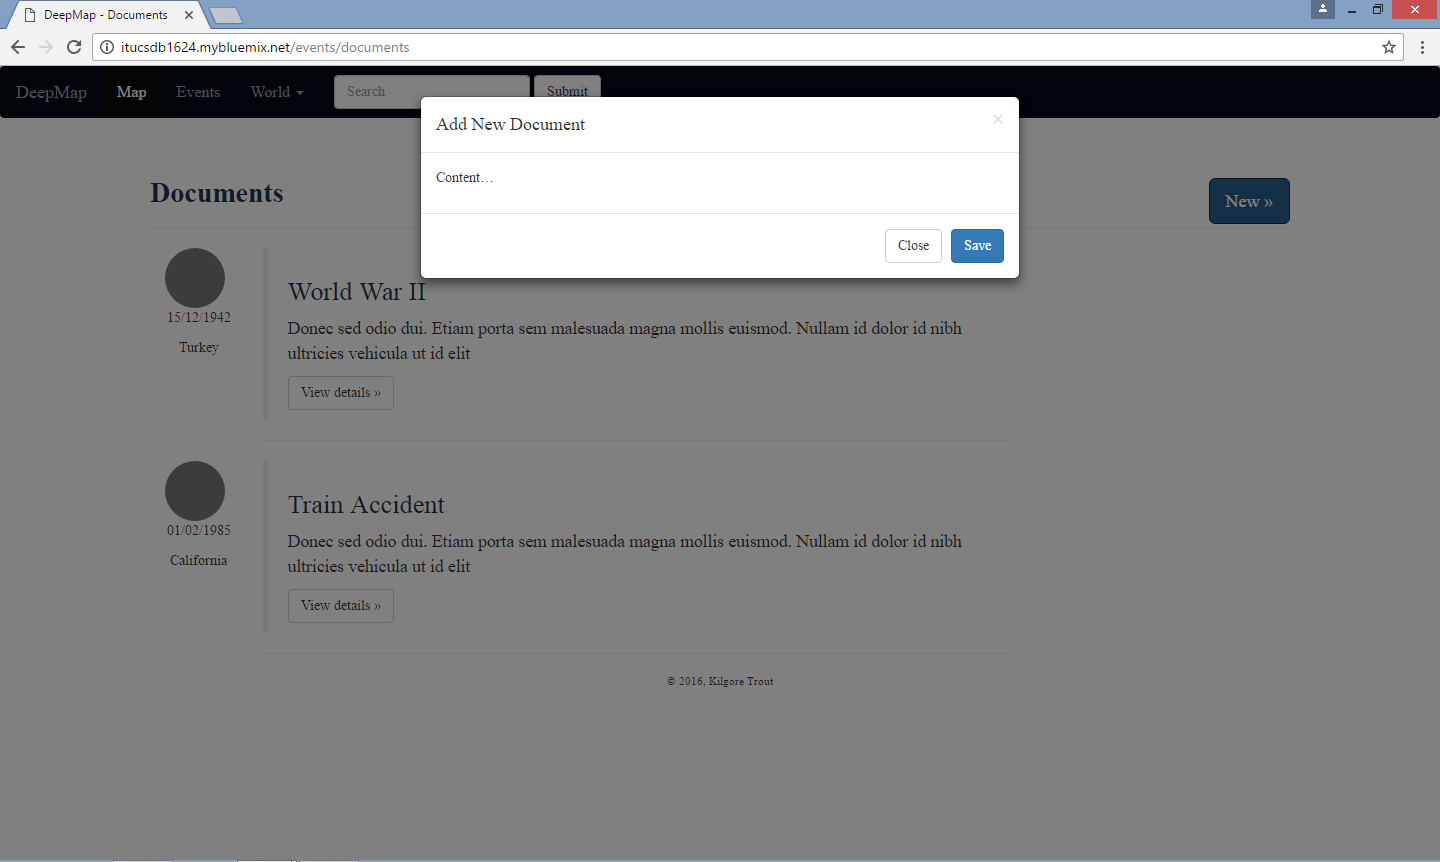 DeepMap - Documents
itucsdb1624.mybluemix.net/events/documents
DeepMap Map Events World Search Submit
Add New Document ×
Content…
Close Save
Documents
New »
15/12/1942
Turkey
World War II
Donec sed odio dui. Etiam porta sem malesuada magna mollis euismod. Nullam id dolor id nibh
ultricies vehicula ut id elit
View details »
01/02/1985
California
Train Accident
Donec sed odio dui. Etiam porta sem malesuada magna mollis euismod. Nullam id dolor id nibh
ultricies vehicula ut id elit
View details »
© 2016, Kilgore Trout